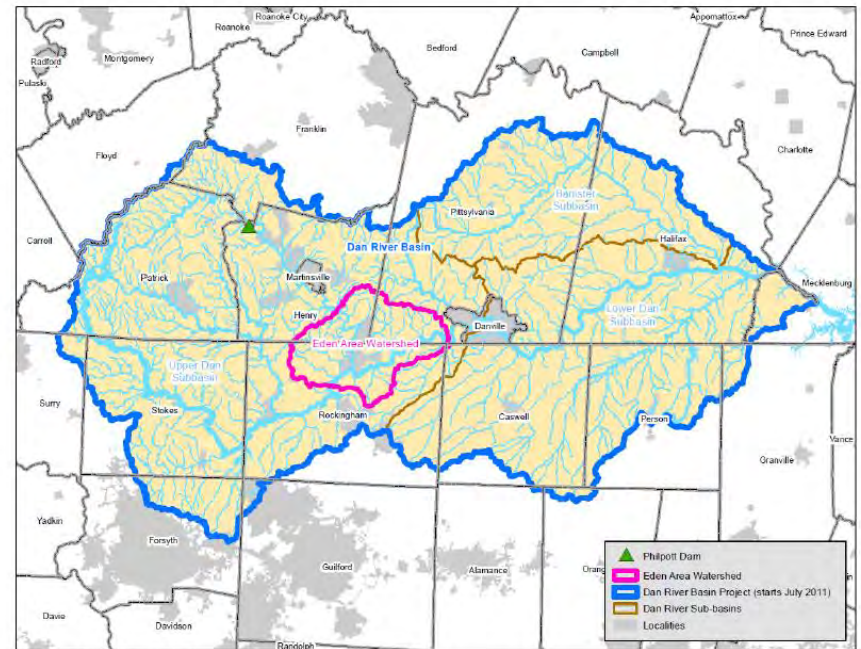 Roanoke City
Roanoke
Appomattox
Bedford
Campbell
Prince Edward
Radford
Montgomery
Pulaski
Franklin
Floyd
Charlotte
Banister
Subbasin
Pittsylvania
Carroll
Halifax
Dan River Basin
Patrick
Martinsville
Mecklenburg
Henry
Lower Dan
Subbasin
Danville
Eden Area Watershed
Upper Dan
Subbasin
Surry
Stokes
Rockingham
Caswell
Person
Vance
Granville
Yadkin
Forsyth
Guilford
Alamance
Orang
Davie
Davidson
Randolph
Philpott Dam
Eden Area Watershed
Dan River Basin Project (starts July 2011)
Dan River Sub-basins
Localities